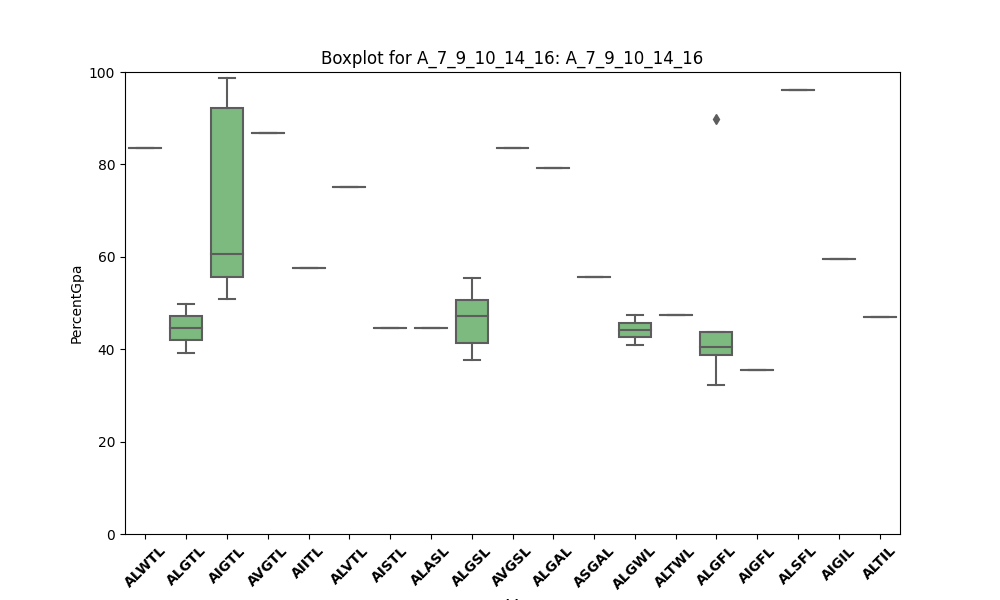 Boxplot for A_7_9_10_14_16: A_7_9_10_14_16
100
80
60
40
20
0
PercentGpa
ALWTL
ALGTL
AIGTL
AVGTL
AIITL
ALVTL
AISTL
ALASL
ALGSL
AVGSL
ALGAL
ASGAL
ALGWL
ALTWL
ALGFL
AIGFL
ALSFL
AIGIL
ALTIL